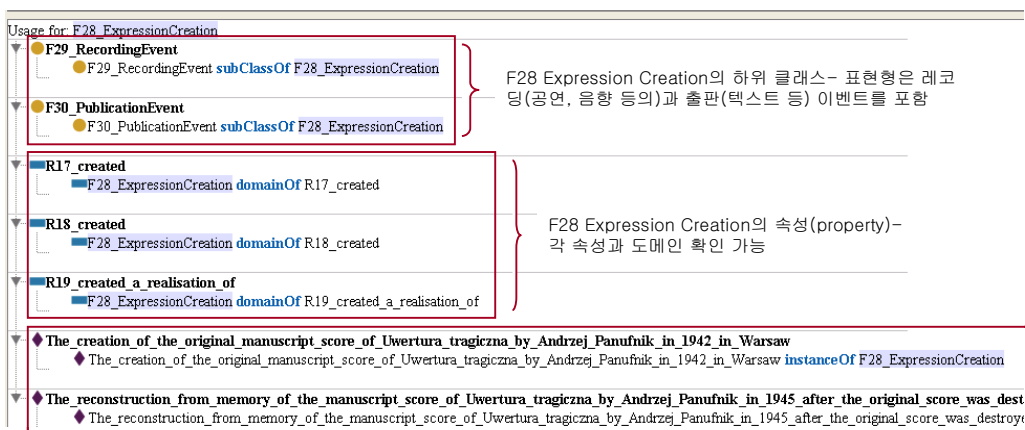 Usage for: F28_ExpressionCreation
F29_RecordingEvent
F29_RecordingEvent subClassOf F28_ExpressionCreation
F28 Expression Creation의 하위 클래스- 표현형은 레코
딩(공연, 음향 등의)과 출판(텍스트 등) 이벤트를 포함
F30_PublicationEvent
F30_PublicationEvent subClassOf F28_ExpressionCreation
R17_created
F28_ExpressionCreation domainOf R17_created
R18_created
F28_ExpressionCreation domainOf R18_created
F28 Expression Creation의 속성(property)-
각 속성과 도메인 확인 가능
R19_created_a_realisation_of
F28_ExpressionCreation domainOf R19_created_a_realisation_of
The_creation_of_the_original_manuscript_score_of_Uwertura_tragiczna_by_Andrzej_Panufnik_in_1942_in_Warsaw
The_creation_of_the_original_manuscript_score_of_Uwertura_tragiczna_by_Andrzej_Panufnik_in_1942_in_Warsaw instanceOf F28_ExpressionCreation
The_reconstruction_from_memory_of_the_manuscript_score_of_Uwertura_tragiczna_by_Andrzej_Panufnik_in_1945_after_the_original_score_was_dest
The_reconstruction_from_memory_of_the_manuscript_score_of_Uwertura_tragiczna_by_Andrzej_Panufnik_in_1945_after_the_original_score_was_destroye